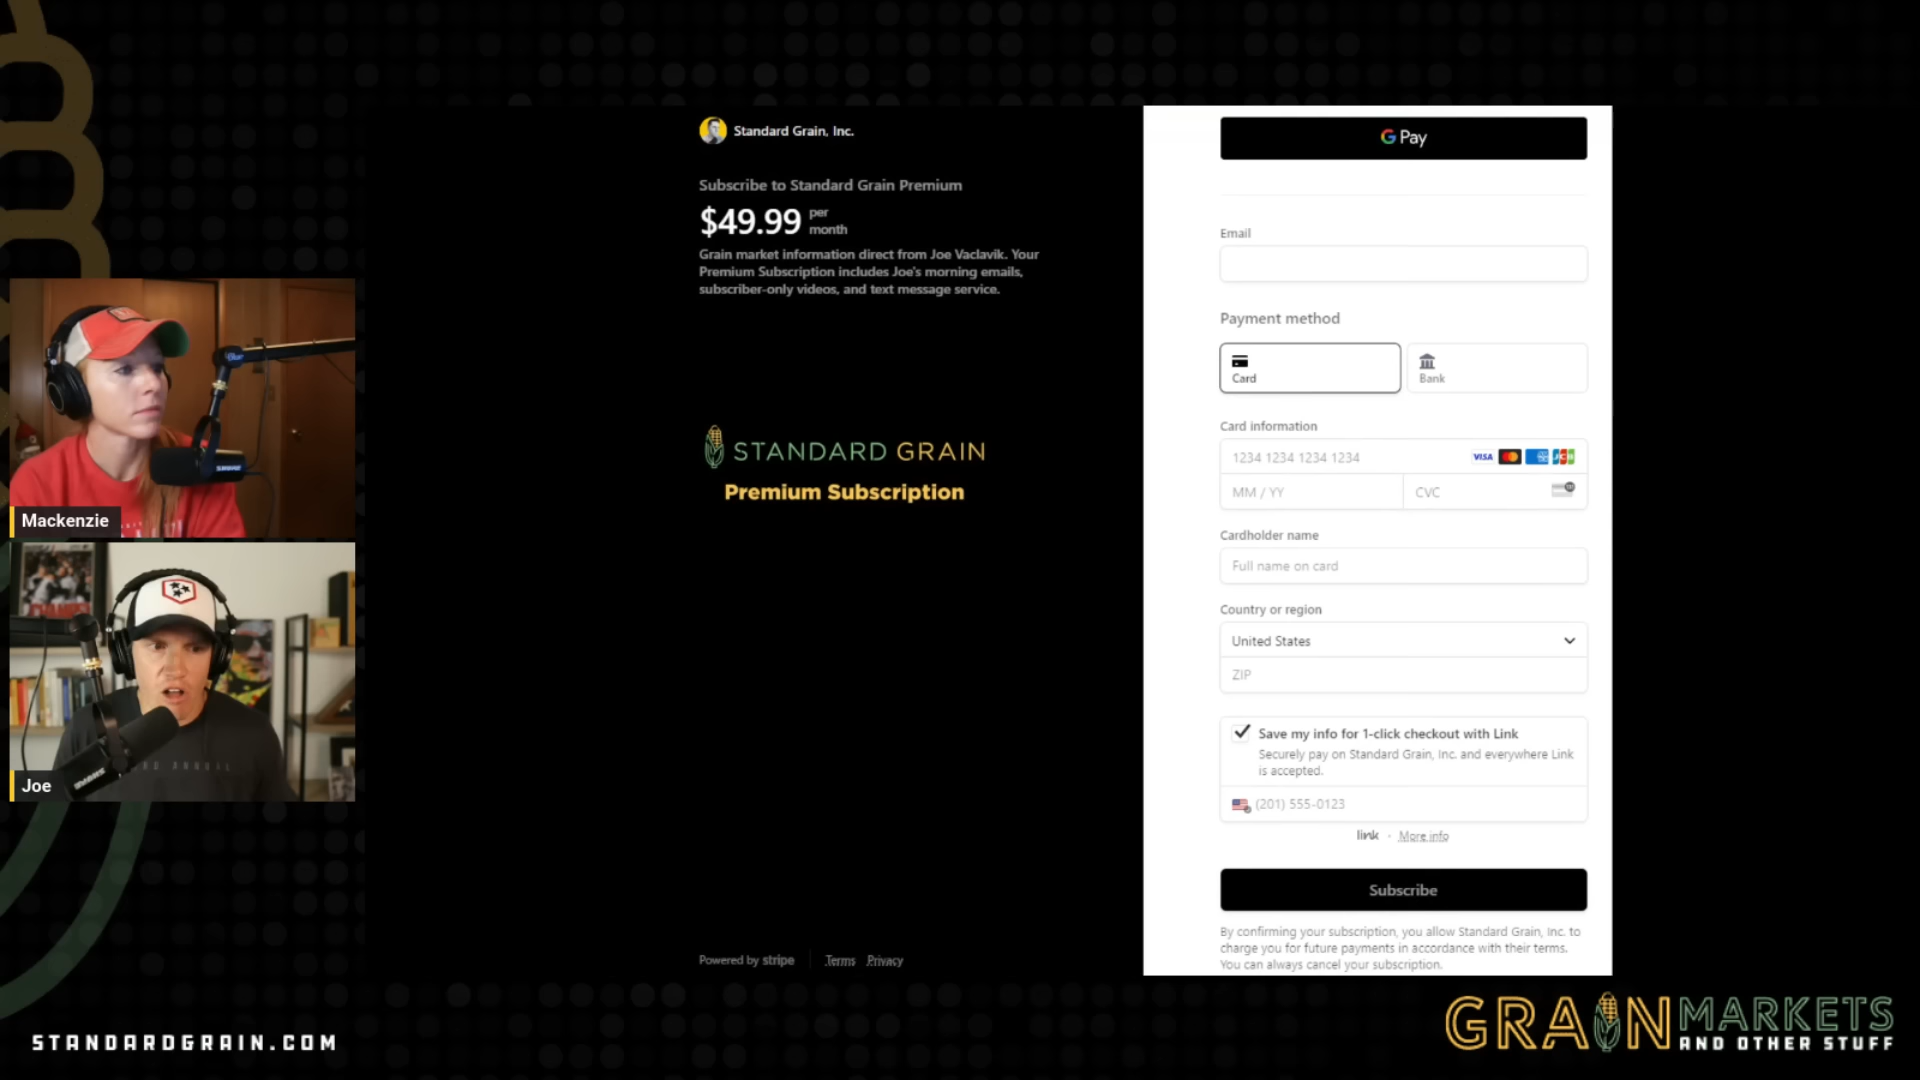 Standard Grain, Inc.
Subscribe to Standard Grain Premium
$49.99 per
month
Grain market information direct from Joe Vaclavik. Your
Premium Subscription includes Joe's morning emails,
subscriber-only videos, and text message service.
STANDARD GRAIN
Premium Subscription
Powered by stripe
Terms Privacy
G Pay
Email
Payment method
Card
Bank
Card information
1234 1234 1234 1234
VISA
MM / YY
CVC
Cardholder name
Full name on card
Country or region
United States
ZIP
Save my info for 1-click checkout with Link
Securely pay on Standard Grain, Inc. and everywhere Link
is accepted.
(201) 555-0123
link · More info
Subscribe
By confirming your subscription, you allow Standard Grain, Inc. to
charge you for future payments in accordance with their terms.
You can always cancel your subscription.
Mackenzie
Joe
STANDARDGRAIN.COM
GRAIN MARKETS
AND OTHER STUFF